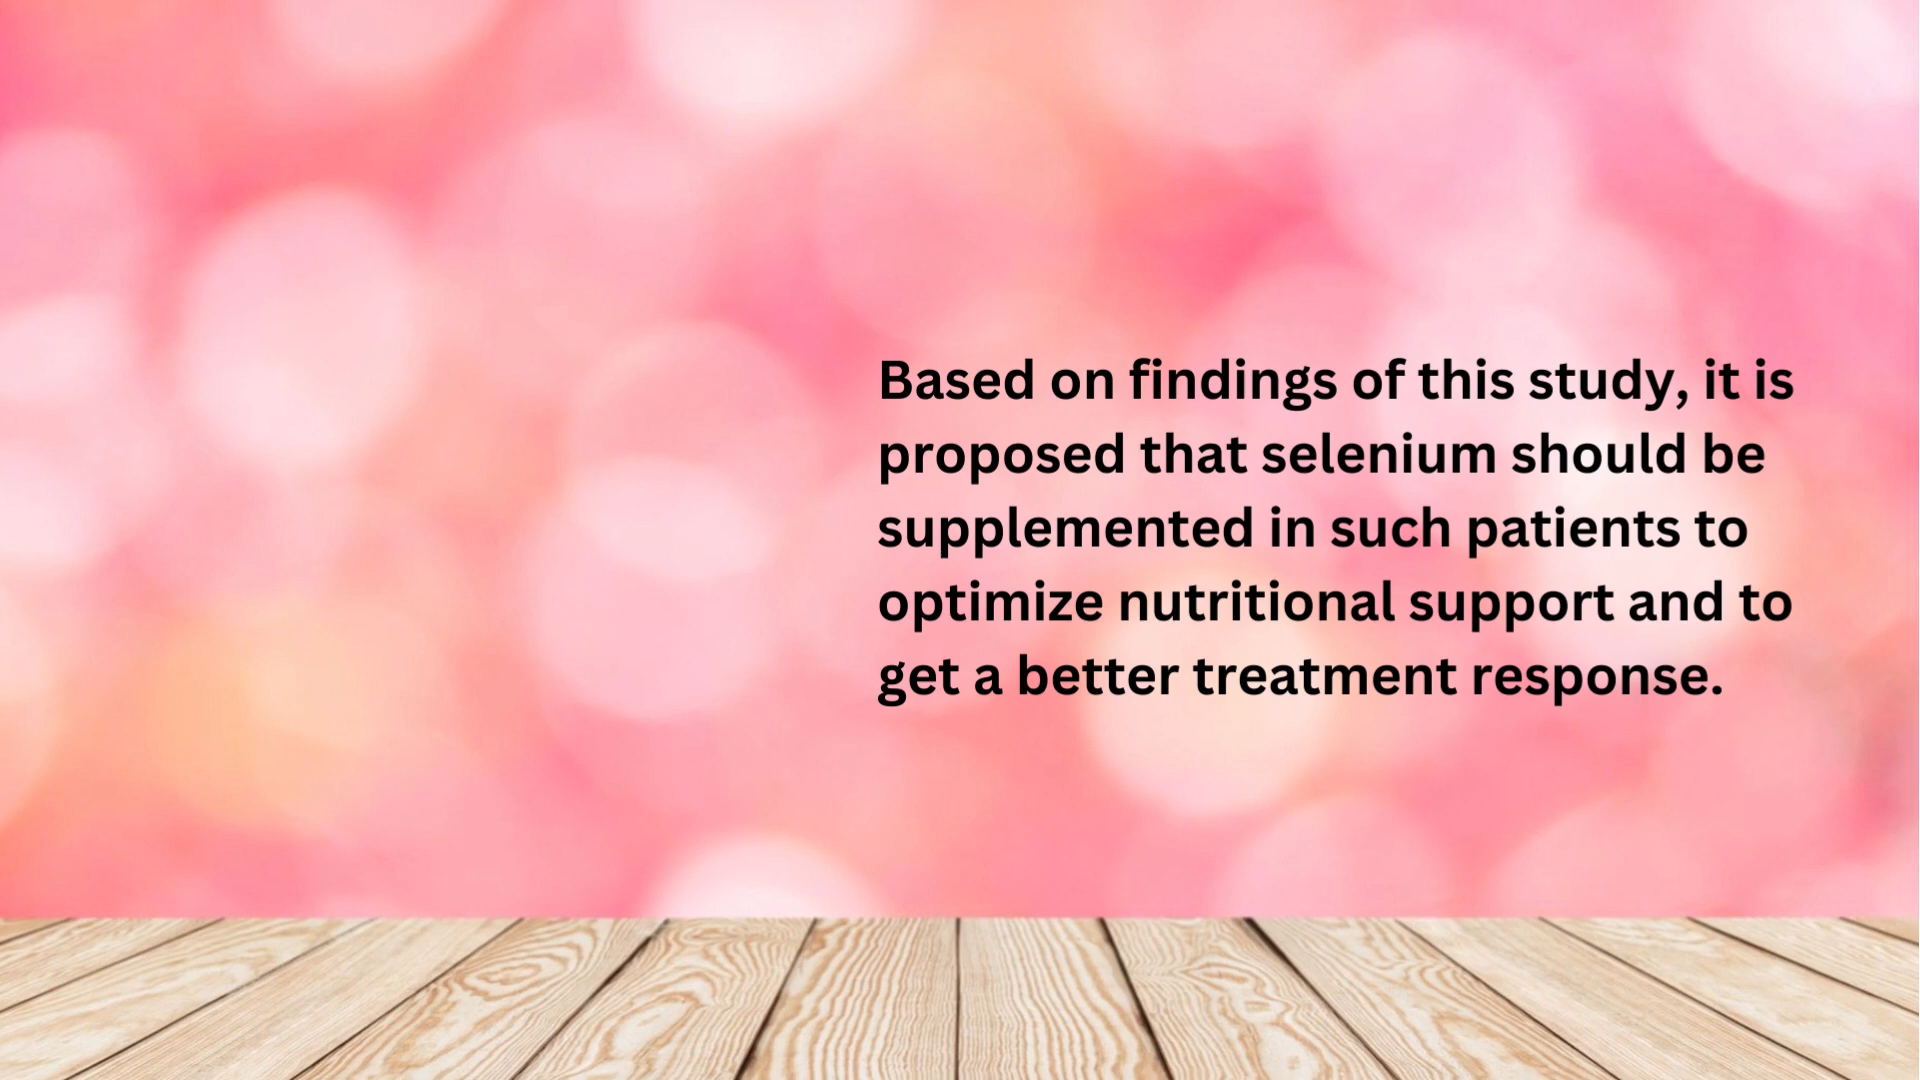 Based on findings of this study, it is
proposed that selenium should be
supplemented in such patients to
optimize nutritional support and to
get a better treatment response.